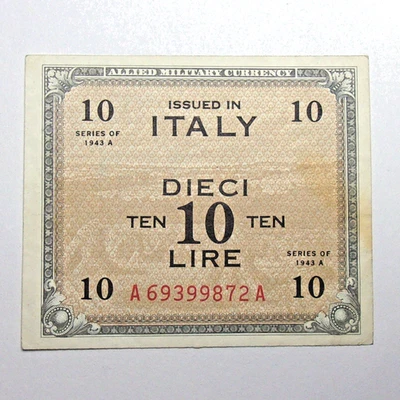 ALLIED MILITARY CURRENCY
10 ISSUED IN 10
SERIES OF
1943 A
ITALY
DIECI
TEN 10 TEN
LIRE
SERIES OF
1943 A
10 A 69399872 A 10